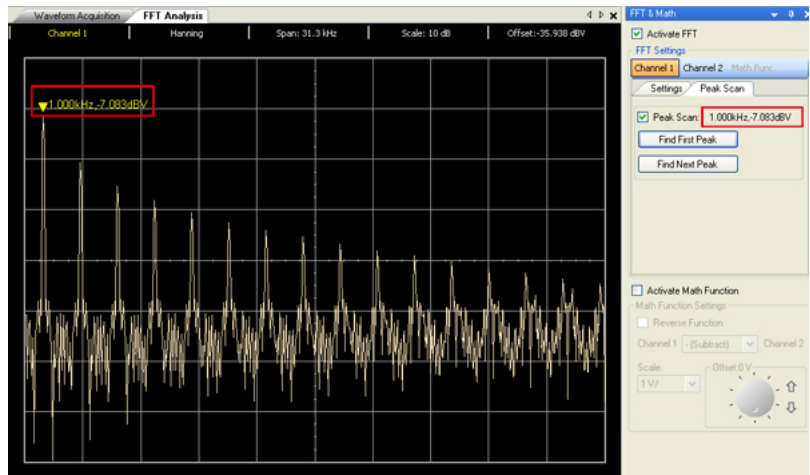 Waveform Acquisition FFT Analysis
Channel 1 Hanning Span: 31.3 kHz Scale: 10 dB Offset:-35.938 dBV
1.000kHz,-7.083dBV
FFT & Math
Activate FFT
FFT Settings
Channel 1 Channel 2 Math Func.
Settings Peak Scan
Peak Scan: 1.000kHz,-7.083dBV
Find First Peak
Find Next Peak
Activate Math Function
Math Function Settings
Reverse Function
Channel 1 - (Subtract) Channel 2
Scale: Offset:0 V
1 V/